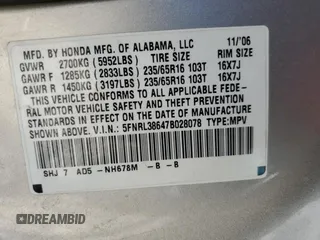 MFD. BY HONDA MFG. OF ALABAMA, LLC 11/'06
GVWR 2700KG (5952LBS) TIRE SIZE RIM SIZE
GAWR F 1285KG (2833LBS) 235/65R16 103T 16X7J
GAWR R 1450KG (3197LBS) 235/65R16 103T 16X7J
THIS VEHICLE CONFORMS TO ALL APPLICABLE FEDE-
RAL MOTOR VEHICLE SAFETY AND THEFT PREVENTION
STANDARDS IN EFFECT ON THE DATE OF MANUFACTURE
SHOWN ABOVE. V.I.N: 5FNRL38647B028078 TYPE:MPV
SHJ 7 AD5 -NH678M -B -B
DREAMBID